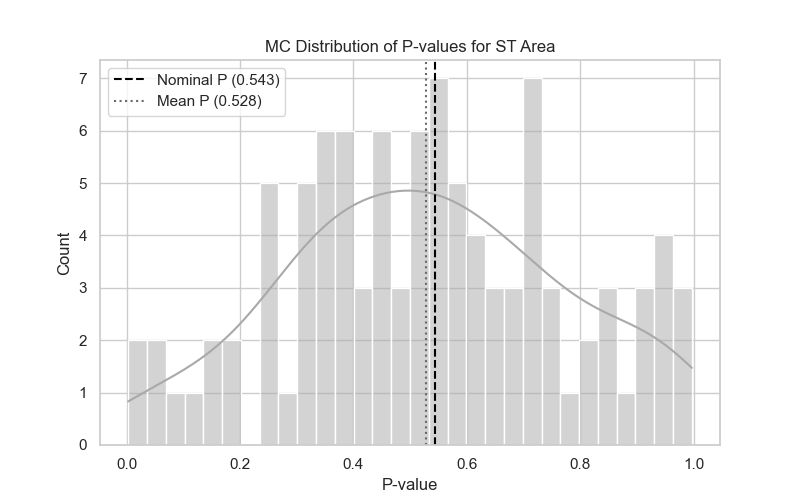 MC Distribution of P-values for ST Area
Nominal P (0.543)
Mean P (0.528)
Count
7
6
5
4
3
2
1
0
0.0 0.2 0.4 0.6 0.8 1.0
P-value